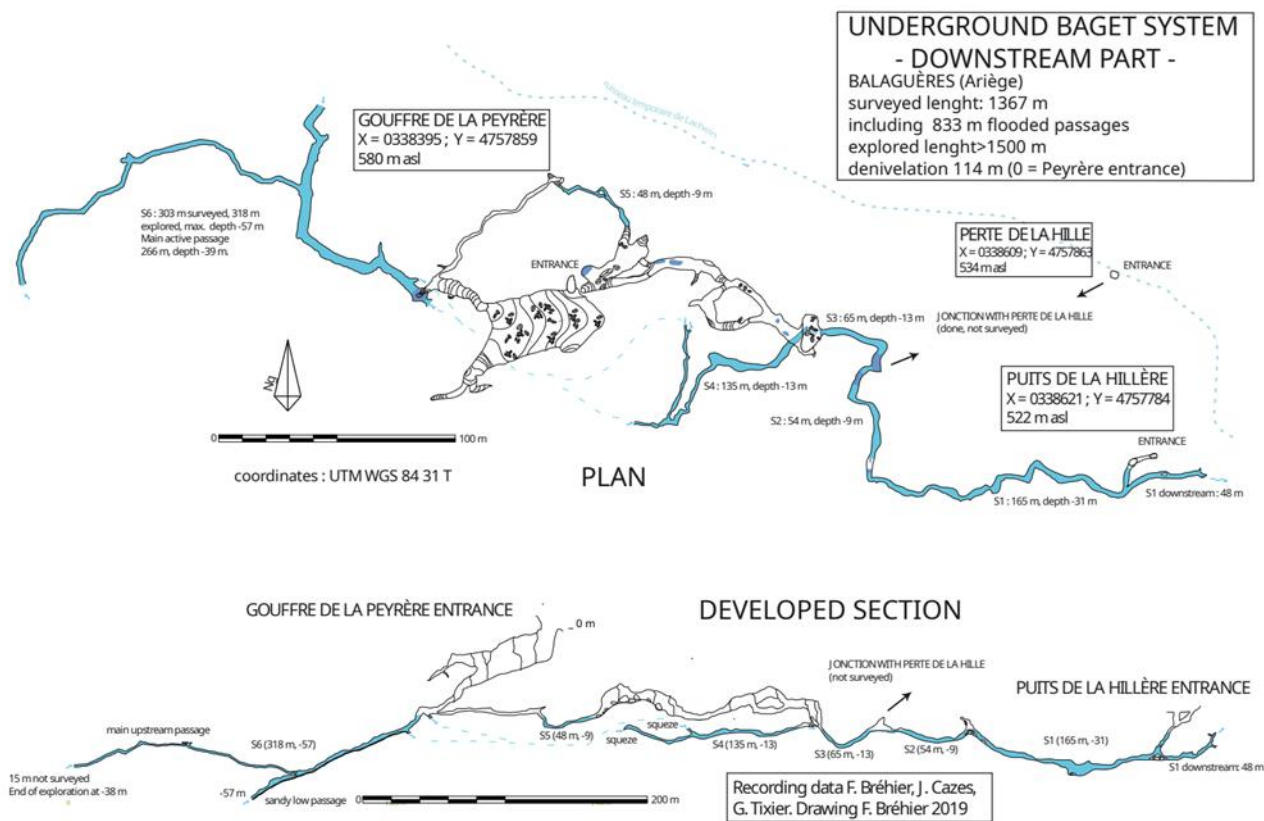 UNDERGROUND BAGET SYSTEM
- DOWNSTREAM PART -
BALAGUÈRES (Ariège)
surveyed lenght: 1367 m
including 833 m flooded passages
explored lenght>1500 m
denivelation 114 m (0 = Peyrère entrance)
ruisseau temporaire de Lachein
GOUFFRE DE LA PEYRÈRE
X = 0338395 ; Y = 4757859
580 m asl
S5 : 48 m, depth -9 m
S6 : 303 m surveyed, 318 m
explored, max. depth -57 m
Main active passage
266 m, depth -39 m.
ENTRANCE
PERTE DE LA HILLE
X = 0338609 ; Y = 4757863
534 m asl
ENTRANCE
JONCTION WITH PERTE DE LA HILLE
(done, not surveyed)
S3 : 65 m, depth -13 m
Ng
S4 : 135 m, depth -13 m
PUITS DE LA HILLÈRE
X = 0338621 ; Y = 4757784
522 m asl
S2 : 54 m, depth -9 m
0 100 m
ENTRANCE
coordinates : UTM WGS 84 31 T
PLAN
S1 : 165 m, depth -31 m
S1 downstream : 48 m
GOUFFRE DE LA PEYRÈRE ENTRANCE
DEVELOPED SECTION
0 m
JONCTION WITH PERTE DE LA HILLE
(not surveyed)
PUITS DE LA HILLÈRE ENTRANCE
main upstream passage
S6 (318 m, -57)
S5 (48 m, -9)
squeze
squeze
S4 (135 m, -13)
S3 (65 m, -13)
S2 (54 m, -9)
S1 (165 m, -31)
S1 downstream: 48 m
15 m not surveyed
End of exploration at -38 m
-57 m
sandy low passage
0 200 m
Recording data F. Bréhier, J. Cazes,
G. Tixier. Drawing F. Bréhier 2019